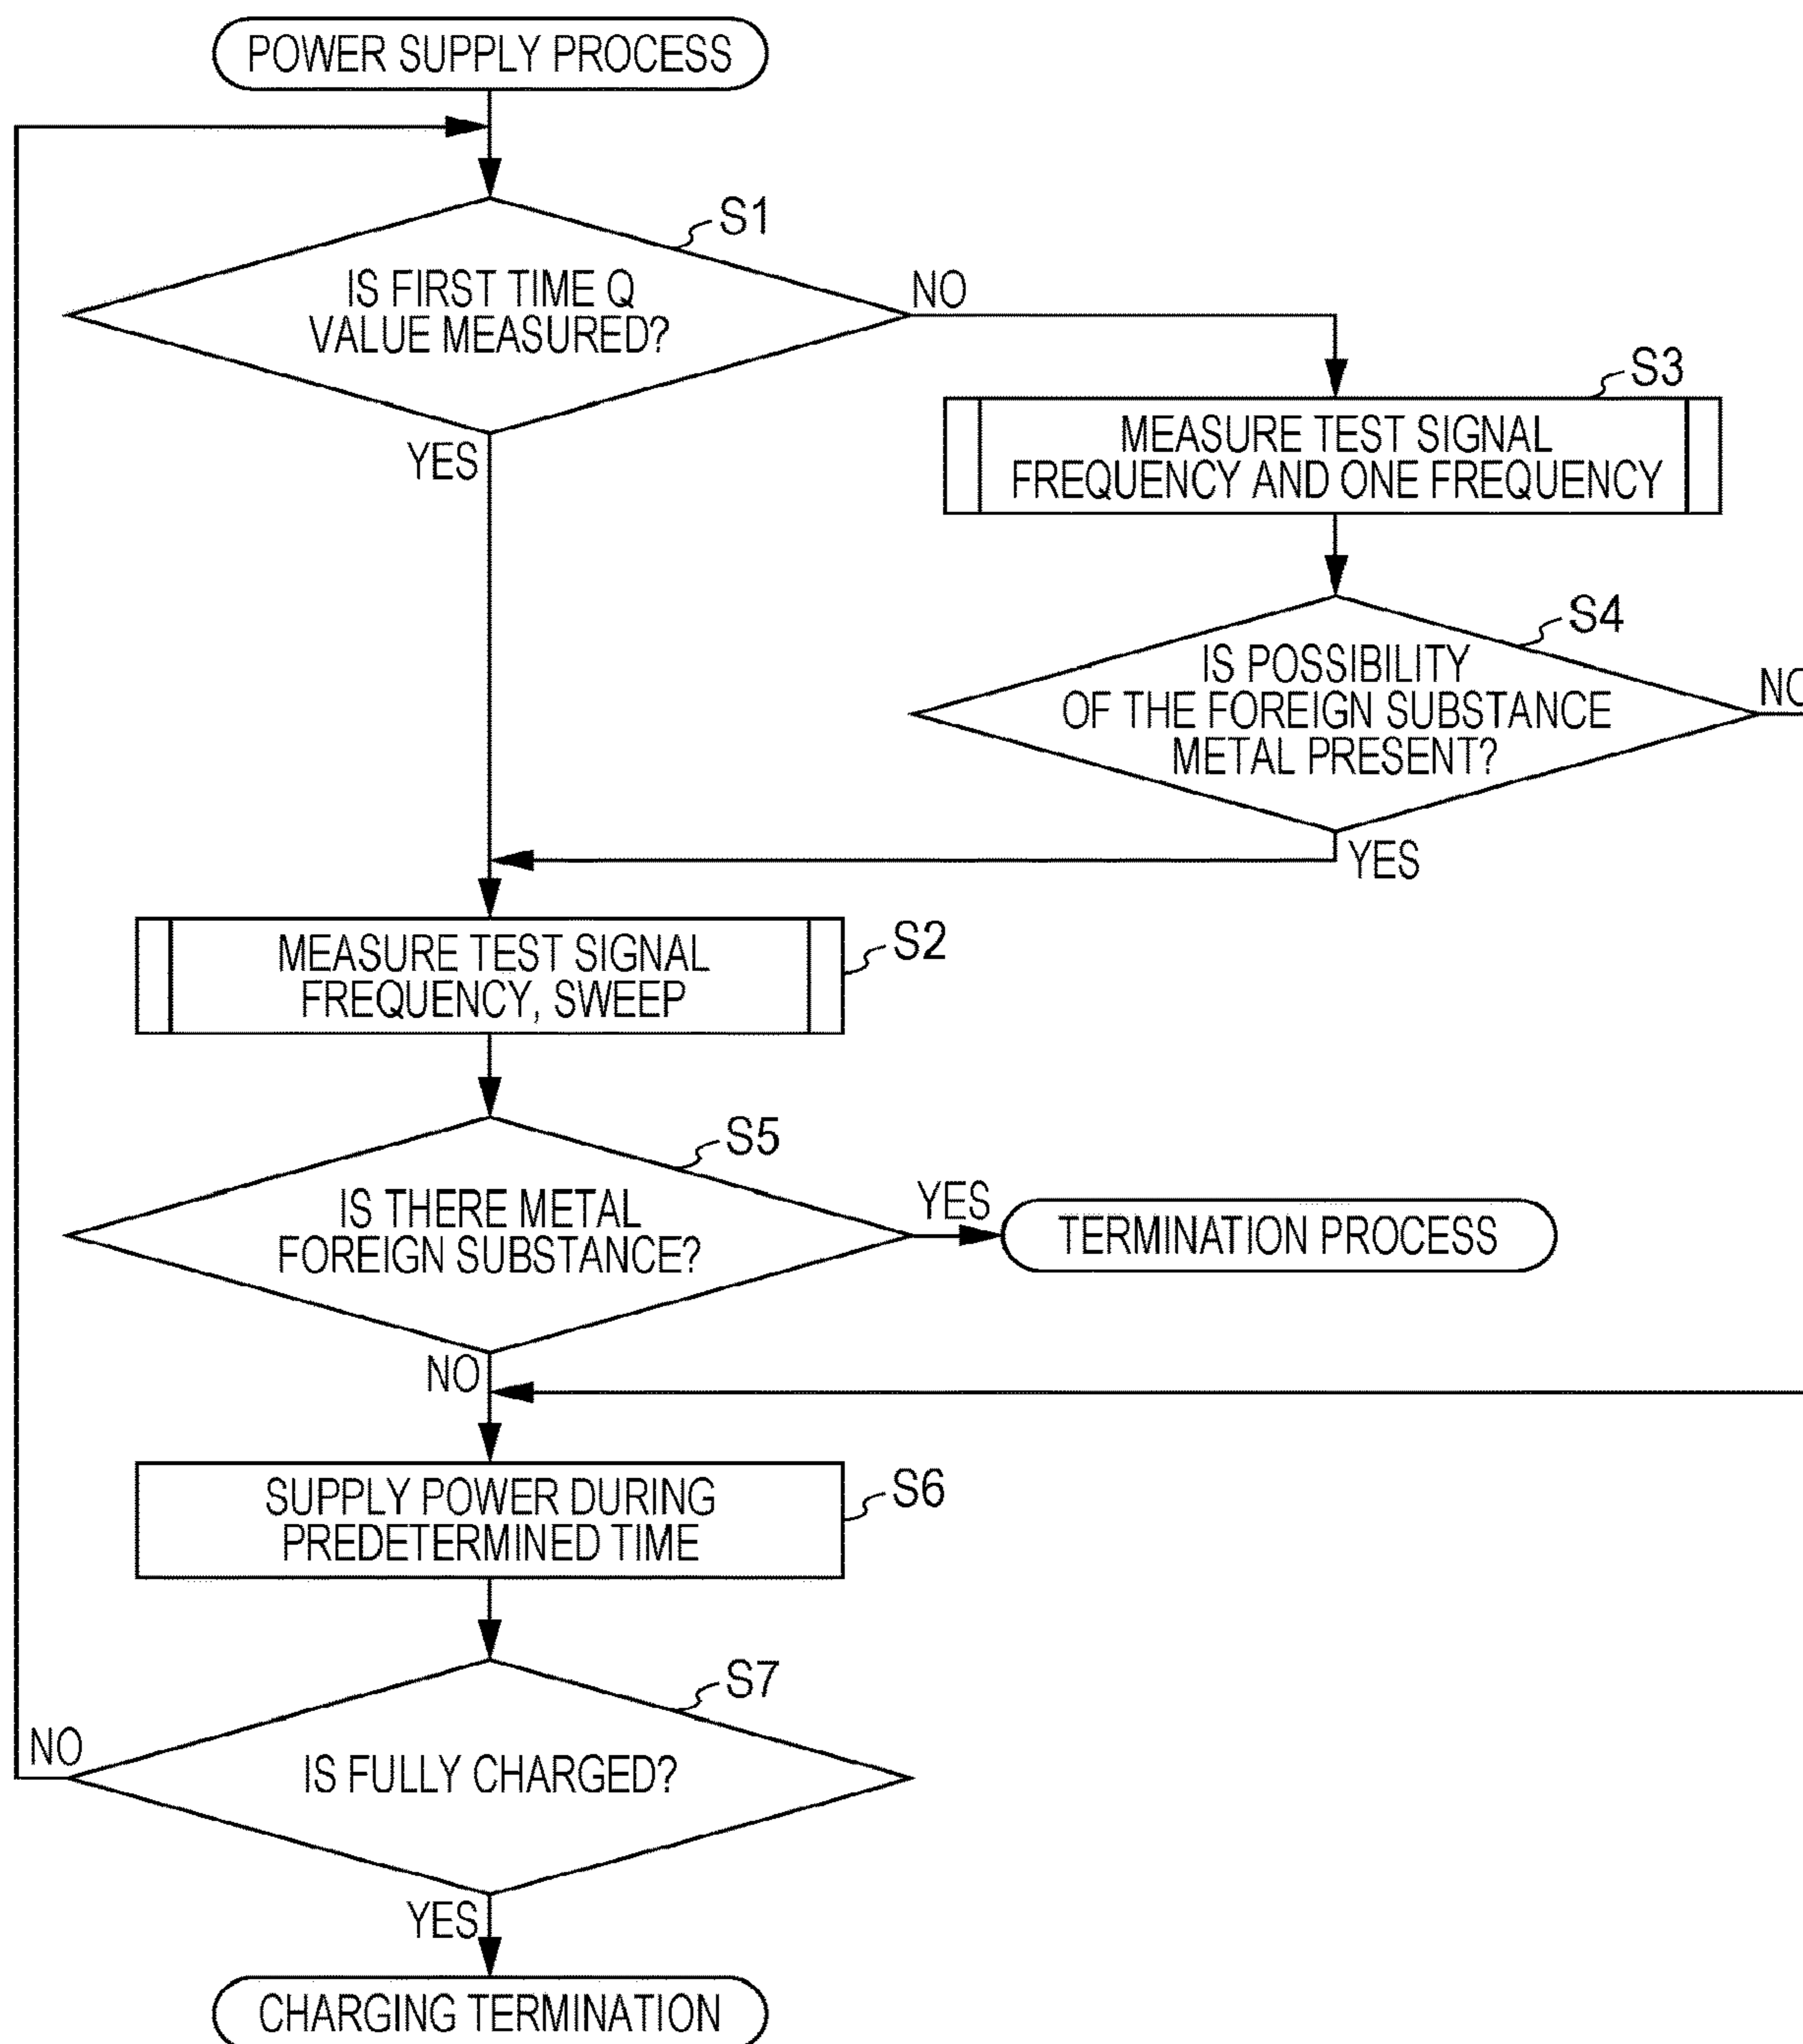 POWER SUPPLY PROCESS
S1
IS FIRST TIME Q
VALUE MEASURED?
NO
YES
S3
MEASURE TEST SIGNAL
FREQUENCY AND ONE FREQUENCY
S4
IS POSSIBILITY
OF THE FOREIGN SUBSTANCE
METAL PRESENT?
NO
YES
S2
MEASURE TEST SIGNAL
FREQUENCY, SWEEP
S5
IS THERE METAL
FOREIGN SUBSTANCE?
YES
TERMINATION PROCESS
NO
S6
SUPPLY POWER DURING
PREDETERMINED TIME
S7
IS FULLY CHARGED?
NO
YES
CHARGING TERMINATION